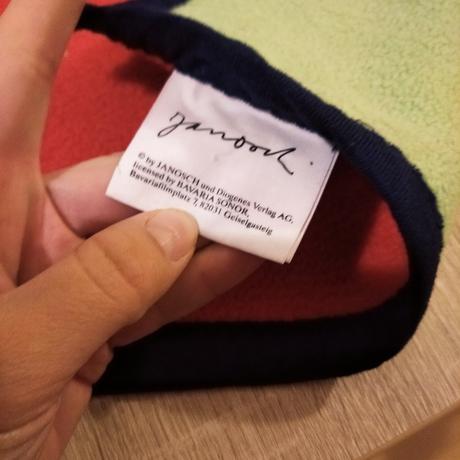 Janosch
© by JANOSCH und Diogenes Verlag AG,
licensed by BAVARIA SONOR,
Bavariafilmplatz 7, 82031 Geiselgasteig